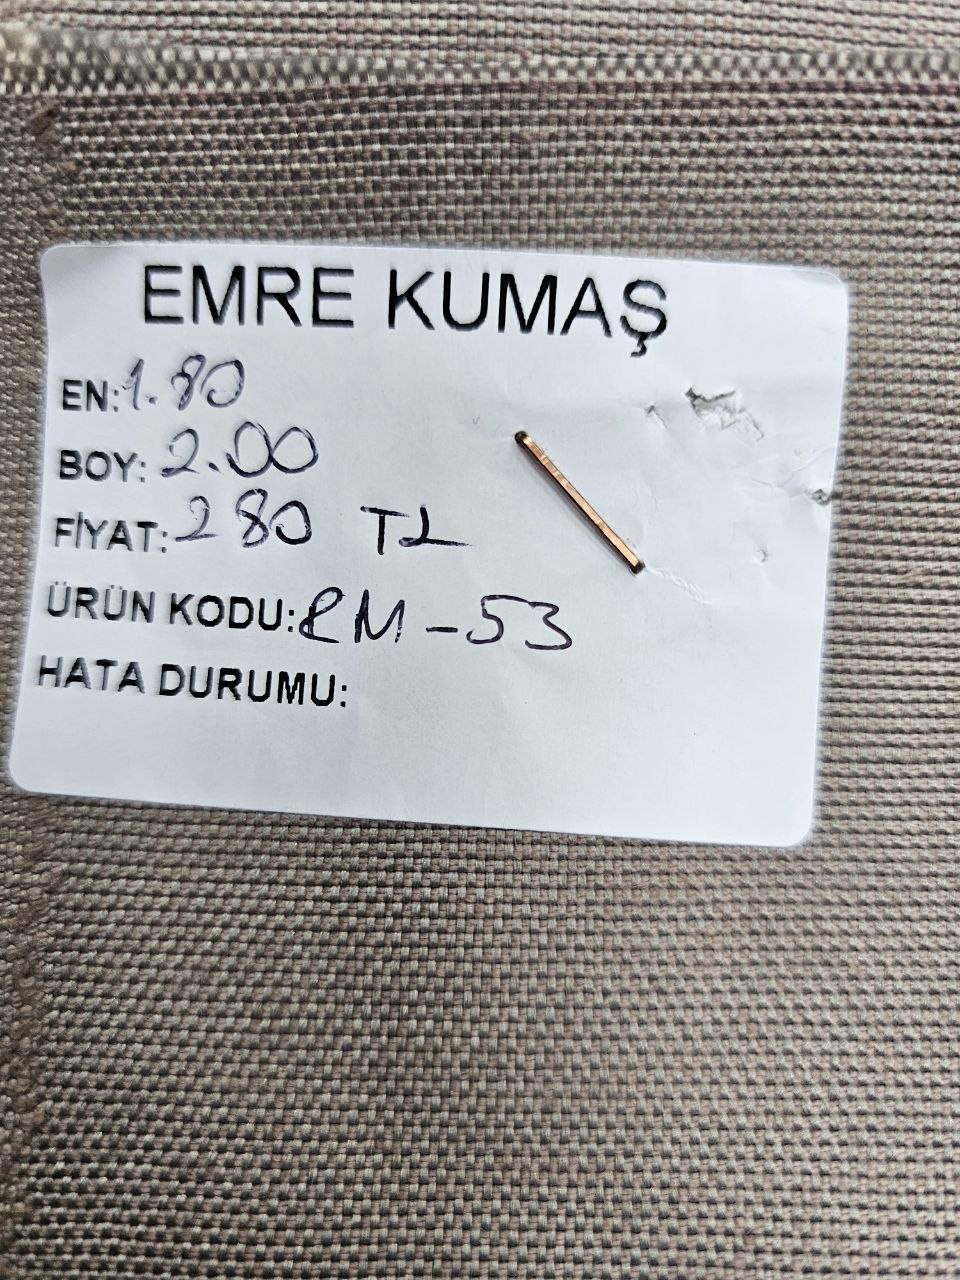 EMRE KUMAŞ
EN: 1.80
BOY: 2.00
FİYAT: 280 TL
ÜRÜN KODU: RM-53
HATA DURUMU: